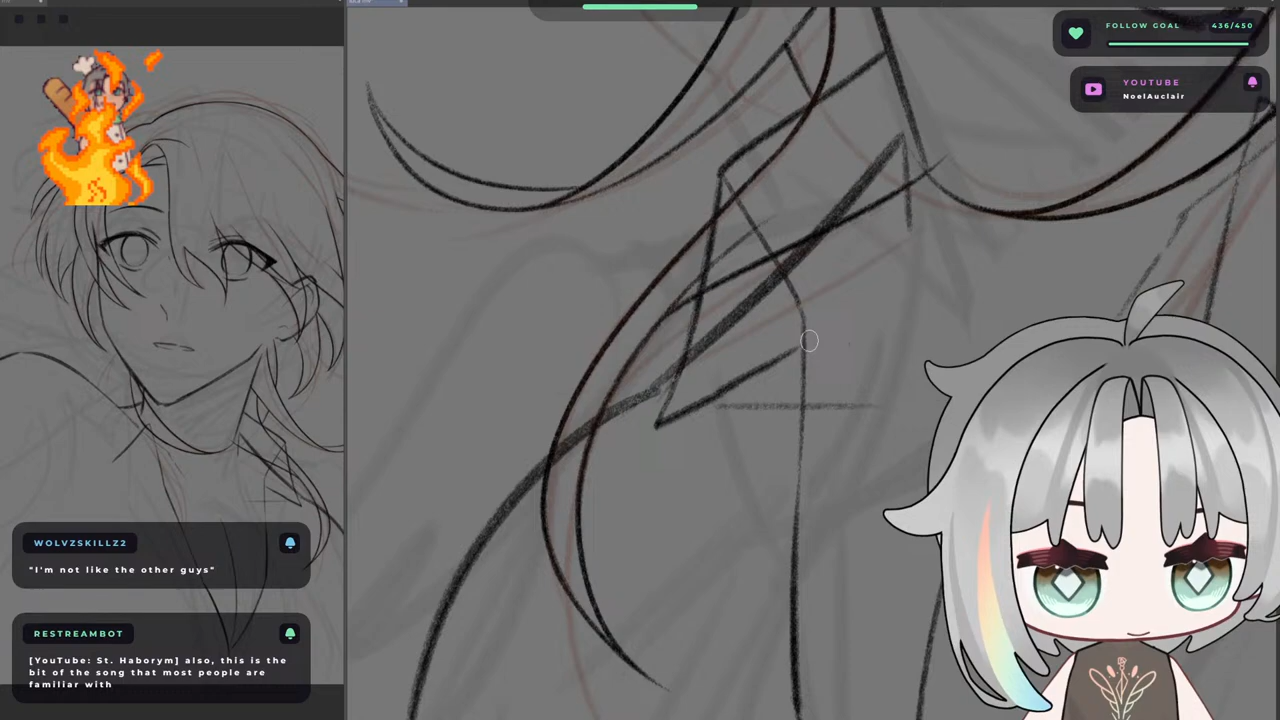 FOLLOW GOAL 436/450
YOUTUBE
NoelAuclair
WOLVZSKILLZ2
"I'm not like the other guys"
RESTREAMBOT
[YouTube: St. Haborym] also, this is the
bit of the song that most people are
familiar with